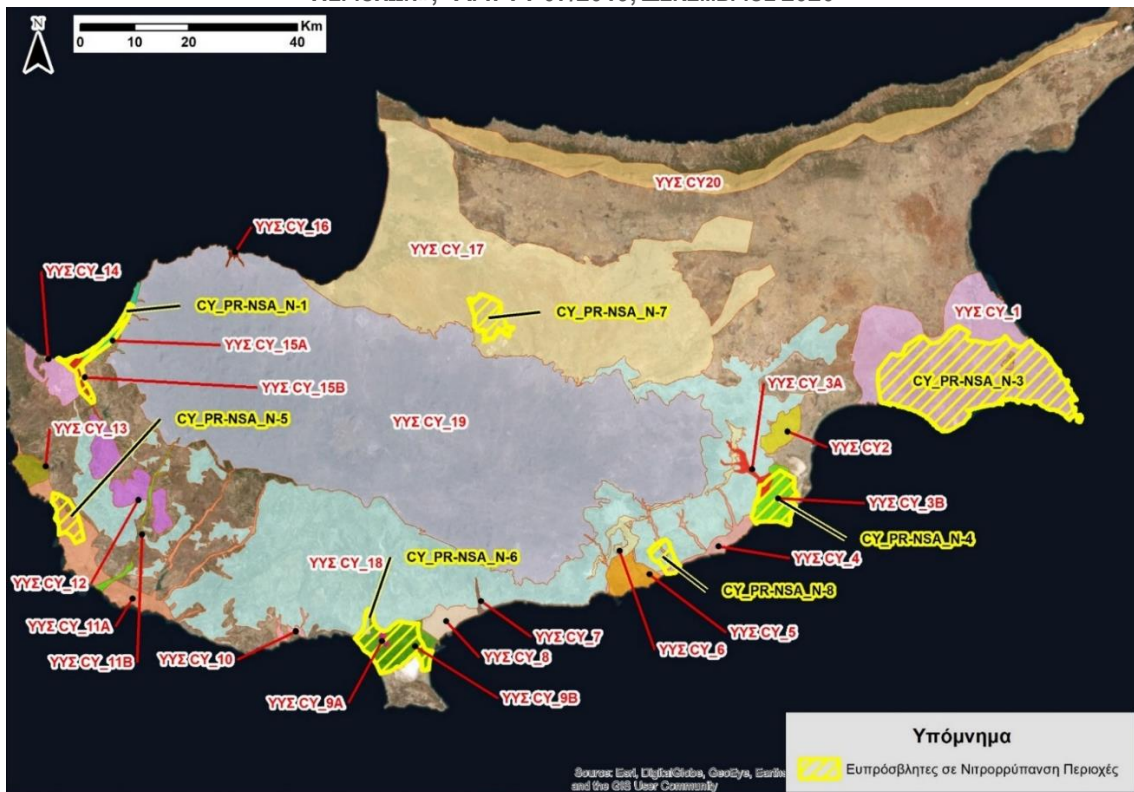 N
Km
0 10 20 40
ΥΥΣ CY20
ΥΥΣ CY_16
ΥΥΣ CY_17
ΥΥΣ CY_14
CY_PR-NSA_N-1
CY_PR-NSA_N-7
ΥΥΣ CY_1
ΥΥΣ CY_15A
ΥΥΣ CY_15B
ΥΥΣ CY_3A
CY_PR-NSA_N-3
CY_PR-NSA_N-5
ΥΥΣ CY_13
ΥΥΣ CY_19
ΥΥΣ CY2
ΥΥΣ CY_3B
CY_PR-NSA_N-4
ΥΥΣ CY_18
CY_PR-NSA_N-6
ΥΥΣ CY_4
ΥΥΣ CY_12
CY_PR-NSA_N-8
ΥΥΣ CY_11A
ΥΥΣ CY_7
ΥΥΣ CY_5
ΥΥΣ CY_11B
ΥΥΣ CY_10
ΥΥΣ CY_8
ΥΥΣ CY_6
ΥΥΣ CY_9A
ΥΥΣ CY_9B
Υπόμνημα
Ευπρόσβλητες σε Νιτρορρύπανση Περιοχές
Source: Esri, DigitalGlobe, GeoEye,
and the GIS User Community